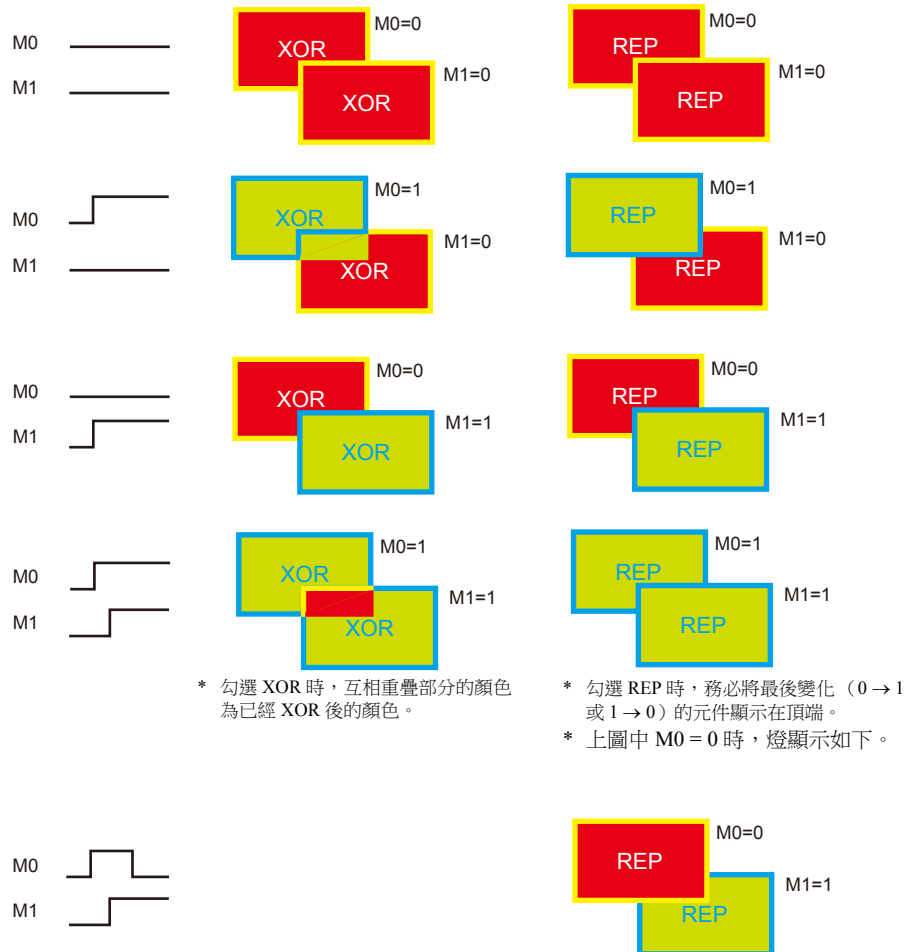 M0
M1
XOR
M0=0
XOR
M1=0
REP
M0=0
REP
M1=0
M0
M1
XOR
M0=1
XOR
M1=0
REP
M0=1
REP
M1=0
M0
M1
XOR
M0=0
XOR
M1=1
REP
M0=0
REP
M1=1
M0
M1
XOR
M0=1
XOR
M1=1
REP
M0=1
REP
M1=1
* 勾選 XOR 時，互相重疊部分的顏色
為已經 XOR 後的顏色。
* 勾選 REP 時，務必將最後變化（0 → 1
或 1 → 0）的元件顯示在頂端。
* 上圖中 M0 = 0 時，燈顯示如下。
M0
M1
REP
M0=0
REP
M1=1